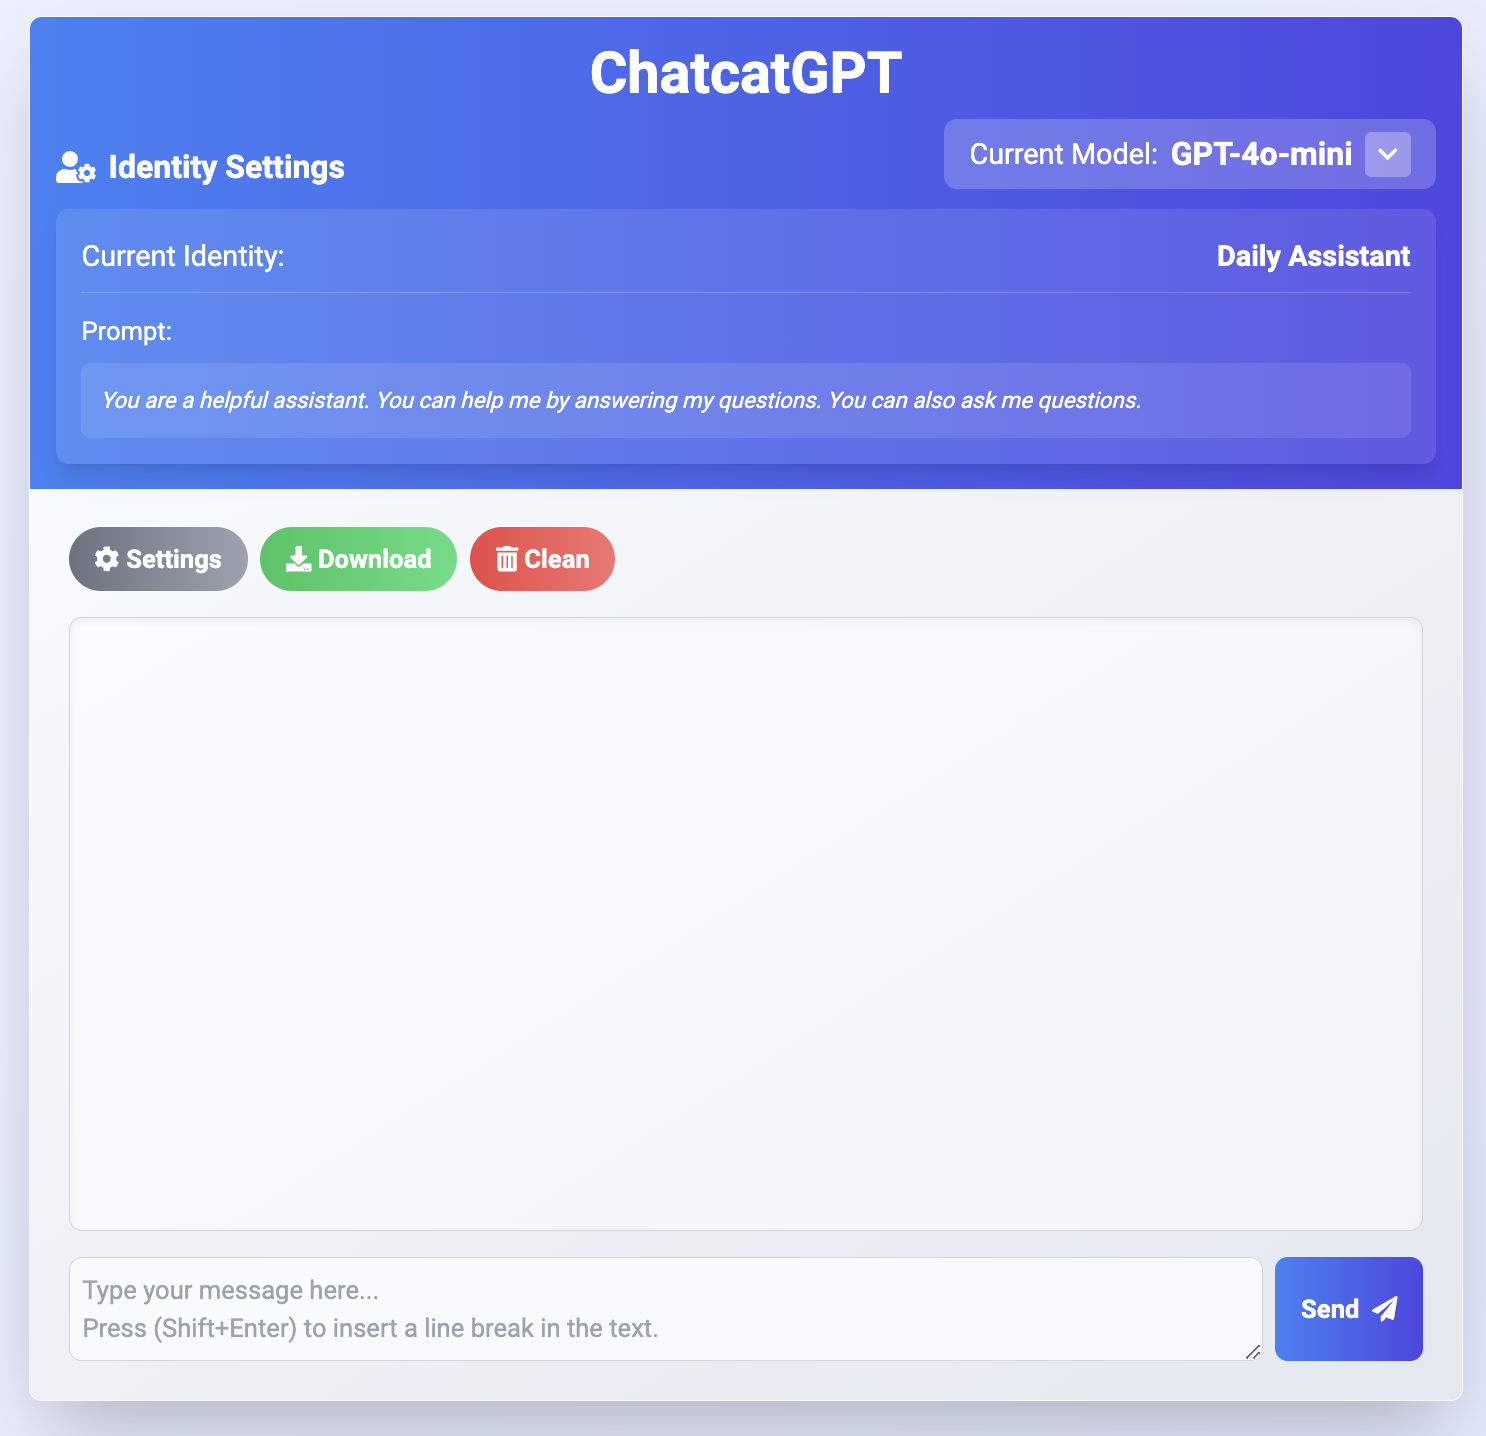 ChatcatGPT
Identity Settings
Current Model: GPT-4o-mini
Current Identity:
Daily Assistant
Prompt:
You are a helpful assistant. You can help me by answering my questions. You can also ask me questions.
Settings
Download
Clean
Type your message here...
Press (Shift+Enter) to insert a line break in the text.
Send